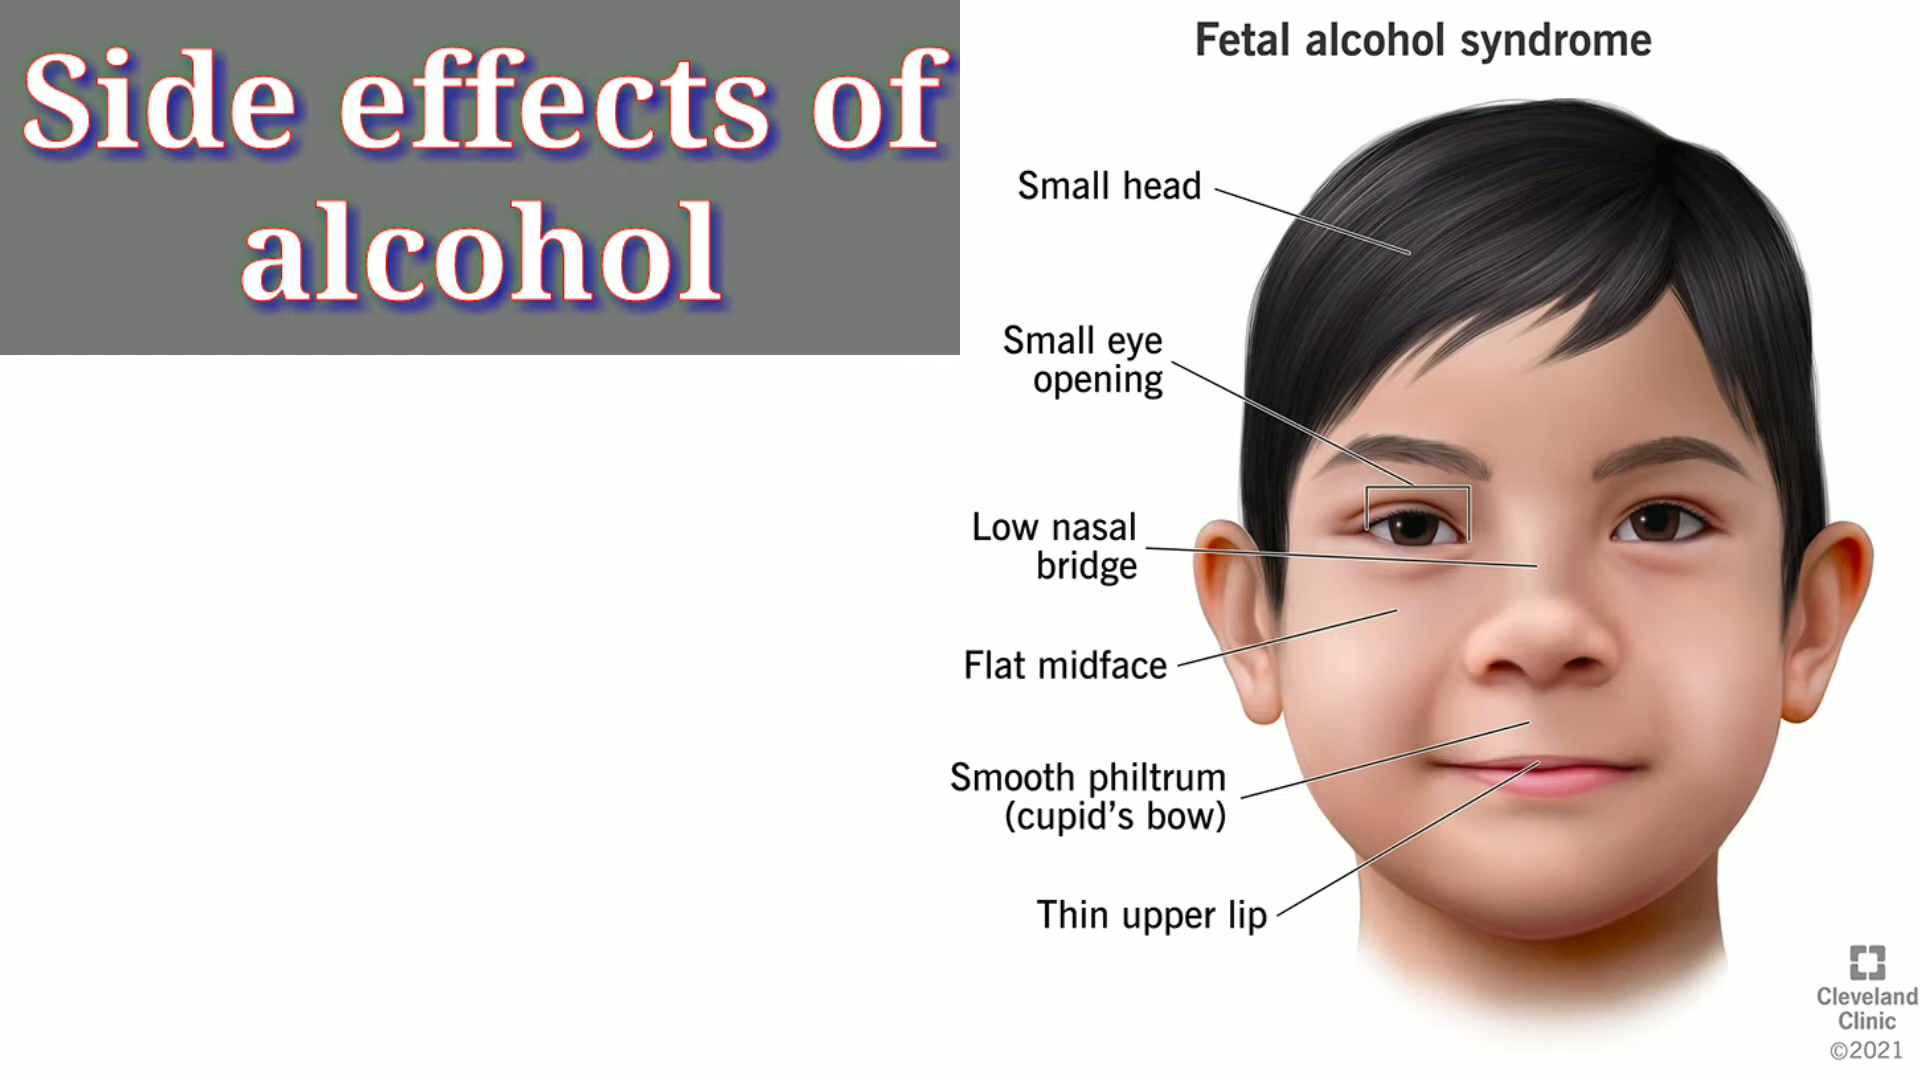 Side effects of
alcohol
Fetal alcohol syndrome
Small head
Small eye
opening
Low nasal
bridge
Flat midface
Smooth philtrum
(cupid's bow)
Thin upper lip
Cleveland
Clinic
©2021